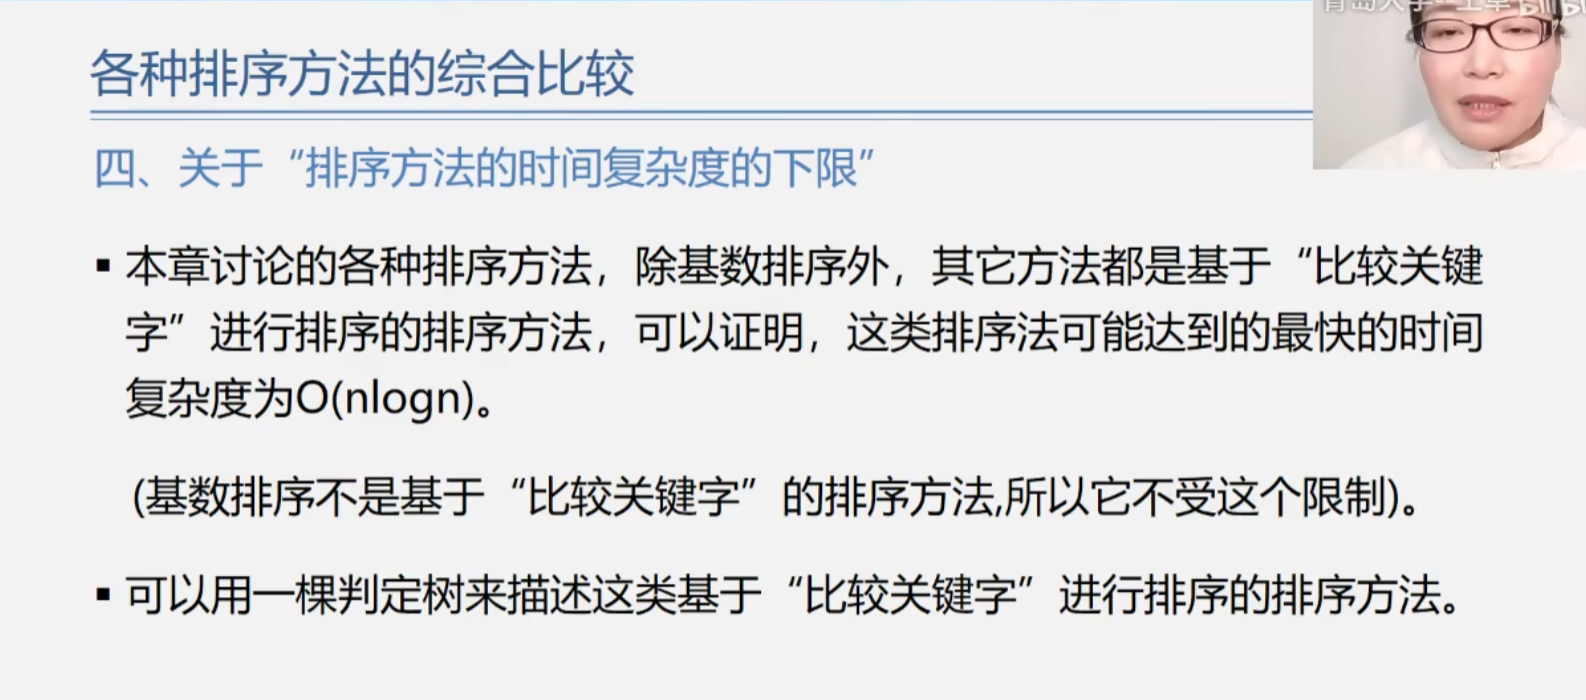 各种排序方法的综合比较
四、关于“排序方法的时间复杂度的下限”
▪ 本章讨论的各种排序方法，除基数排序外，其它方法都是基于“比较关键
字”进行排序的排序方法，可以证明，这类排序法可能达到的最快的时间
复杂度为O(nlogn)。
(基数排序不是基于“比较关键字”的排序方法,所以它不受这个限制)。
▪ 可以用一棵判定树来描述这类基于“比较关键字”进行排序的排序方法。